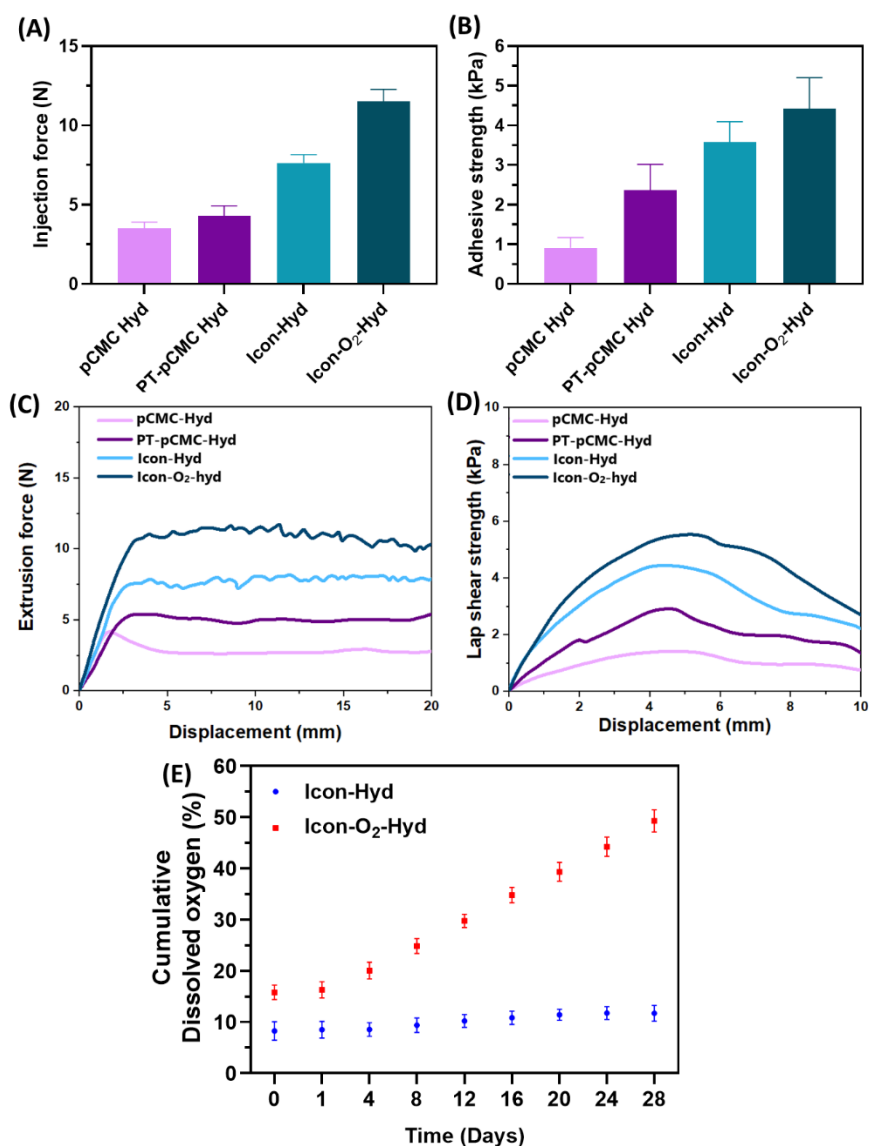 (A)
Injection force (N)
15
10
5
0
pCMC Hyd
PT-pCMC Hyd
Icon-Hyd
Icon-O₂-Hyd
(B)
Adhesive strength (kPa)
6
5
4
3
2
1
0
pCMC Hyd
PT-pCMC Hyd
Icon-Hyd
Icon-O₂-Hyd
(C)
Extrusion force (N)
20
15
10
5
0
pCMC-Hyd
PT-pCMC-Hyd
Icon-Hyd
Icon-O₂-hyd
0 5 10 15 20
Displacement (mm)
(D)
Lap shear strength (kPa)
10
8
6
4
2
0
pCMC-Hyd
PT-pCMC-Hyd
Icon-Hyd
Icon-O₂-hyd
0 2 4 6 8 10
Displacement (mm)
(E)
Cumulative
Dissolved oxygen (%)
60
50
40
30
20
10
0
Icon-Hyd
Icon-O₂-Hyd
0 1 4 8 12 16 20 24 28
Time (Days)